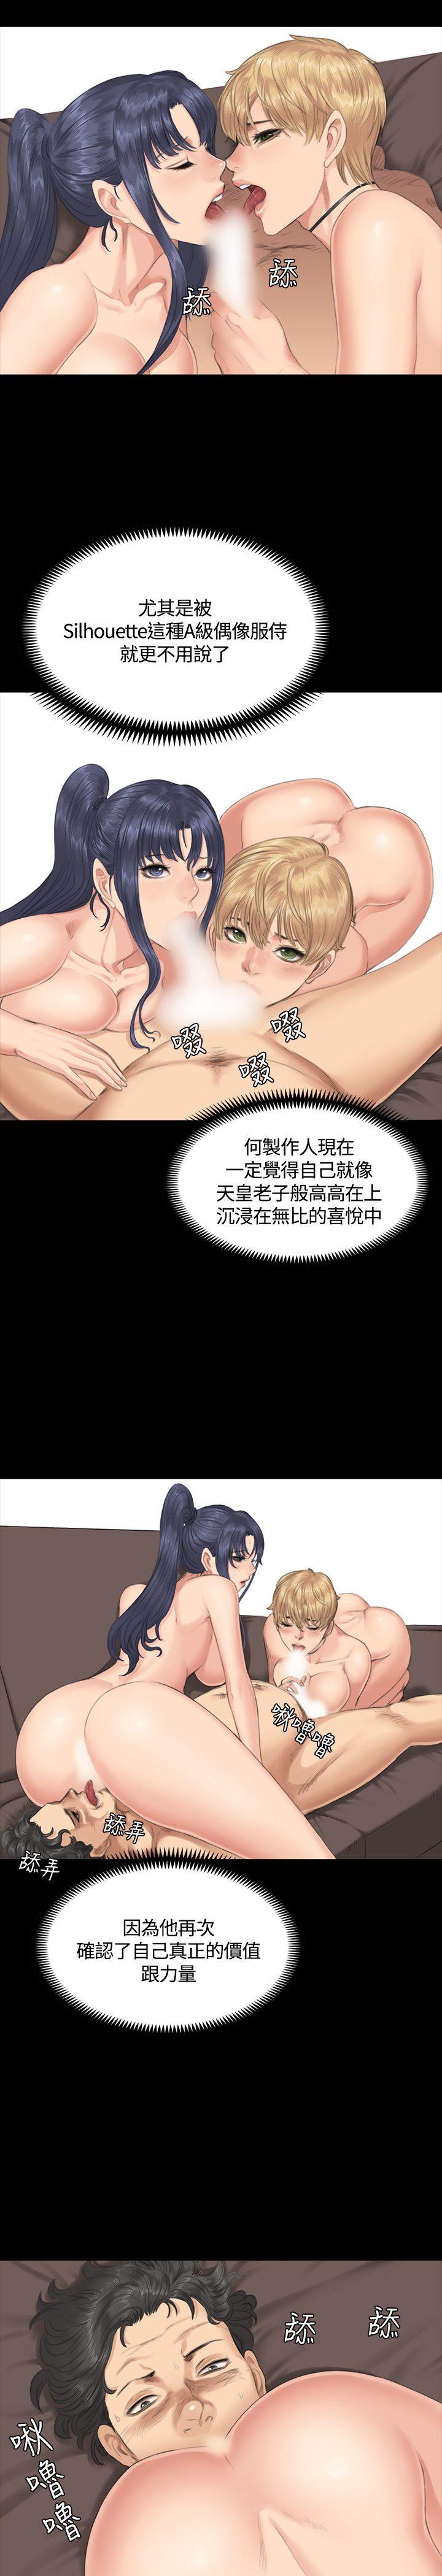 舔
舔
尤其是被
Silhouette這種A級偶像服侍
就更不用說了
啜
啜
啜
何製作人現在
一定覺得自己就像
天皇老子般高高在上
沉浸在無比的喜悅中
啾嚕嚕
舔弄
舔弄
因為他再次
確認了自己真正的價值
跟力量
舔
舔
啾
嚕
嚕